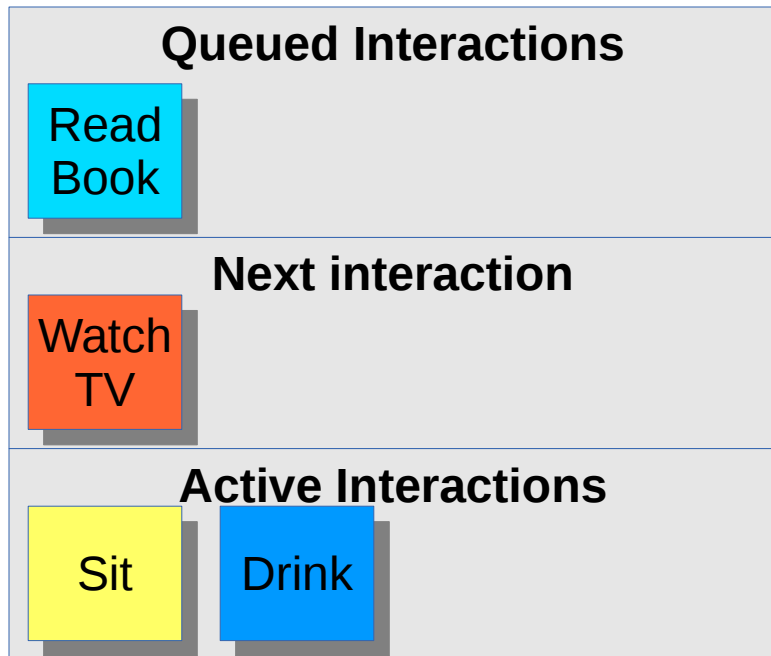 Queued Interactions
Read
Book
Next interaction
Watch
TV
Active Interactions
Sit
Drink